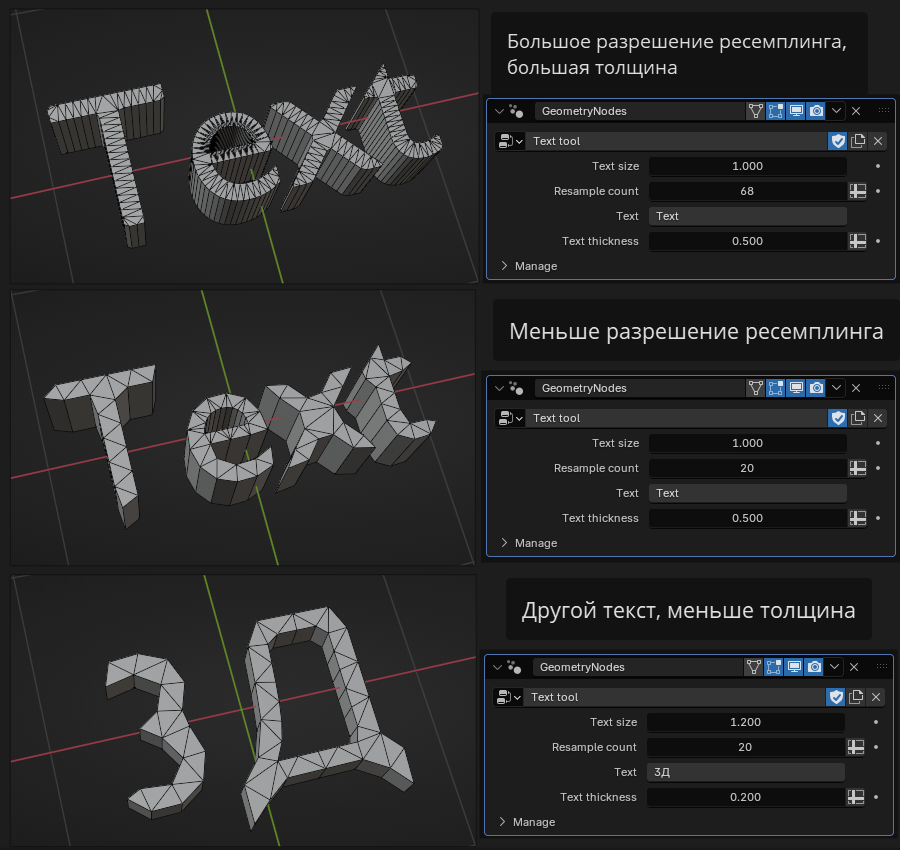 Большое разрешение ресемплинга,
большая толщина
GeometryNodes
Text tool
Text size 1.000
Resample count 68
Text Text
Text thickness 0.500
Manage
Text
Меньше разрешение ресемплинга
GeometryNodes
Text tool
Text size 1.000
Resample count 20
Text Text
Text thickness 0.500
Manage
Text
Другой текст, меньше толщина
GeometryNodes
Text tool
Text size 1.200
Resample count 20
Text 3Д
Text thickness 0.200
Manage
3Д